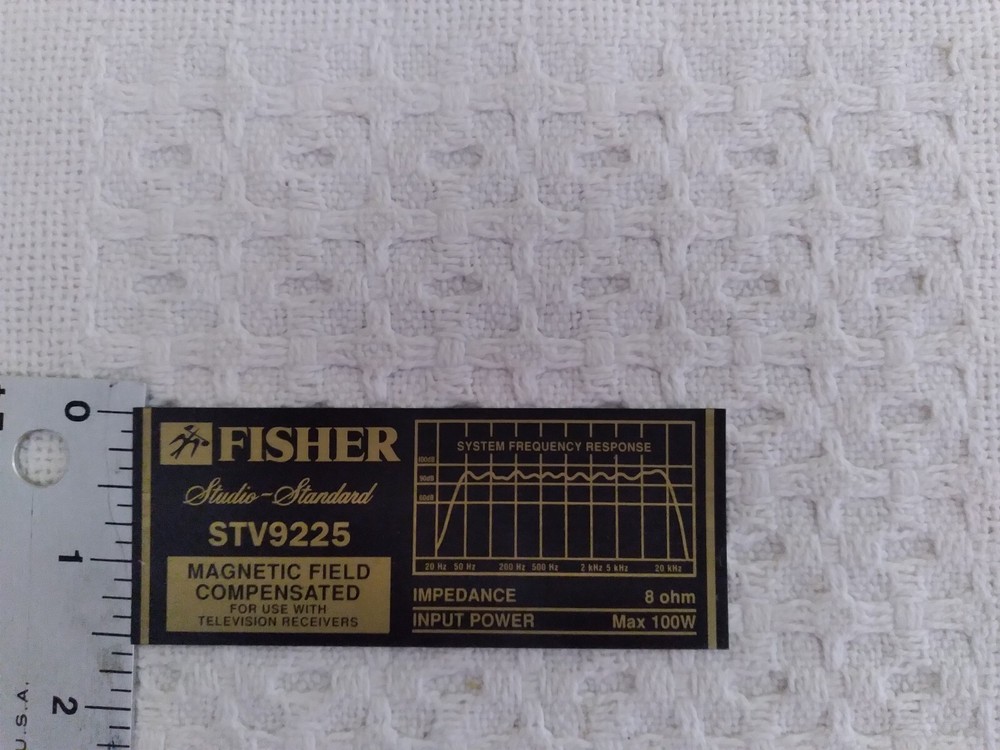 0
1
2
U.S.A.
FISHER
Studio-Standard
STV9225
MAGNETIC FIELD
COMPENSATED
FOR USE WITH
TELEVISION RECEIVERS
SYSTEM FREQUENCY RESPONSE
100dB
90dB
20 Hz 50 Hz 200 Hz 500 Hz 2 kHz 5 kHz 20 kHz
IMPEDANCE 8 ohm
INPUT POWER Max 100W